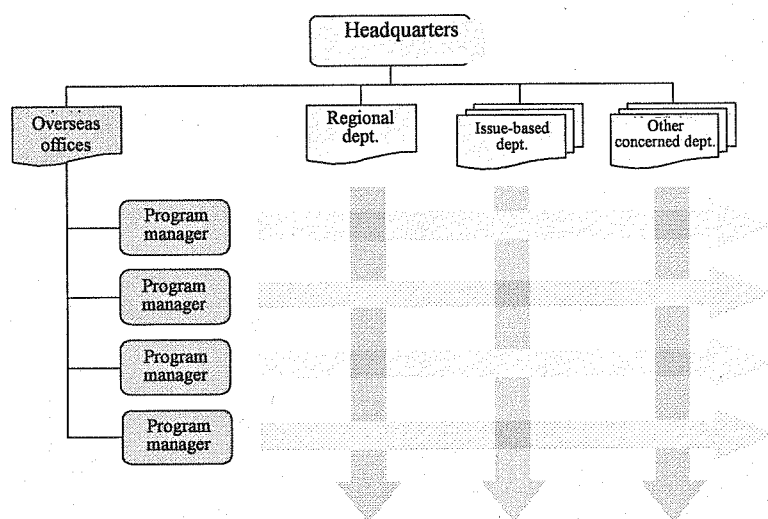 Headquarters
Overseas
offices
Regional
dept.
Issue-based
dept.
Other
concerned dept.
Program
manager
Program
manager
Program
manager
Program
manager